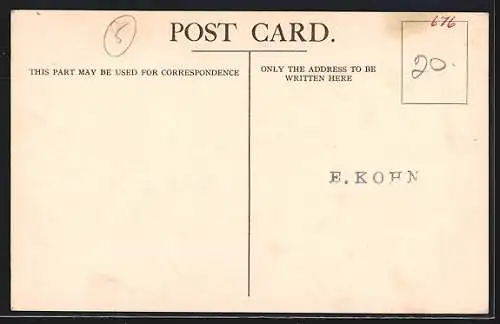 5
POST CARD.
676
20.
THIS PART MAY BE USED FOR CORRESPONDENCE
ONLY THE ADDRESS TO BE
WRITTEN HERE
E. KOHN